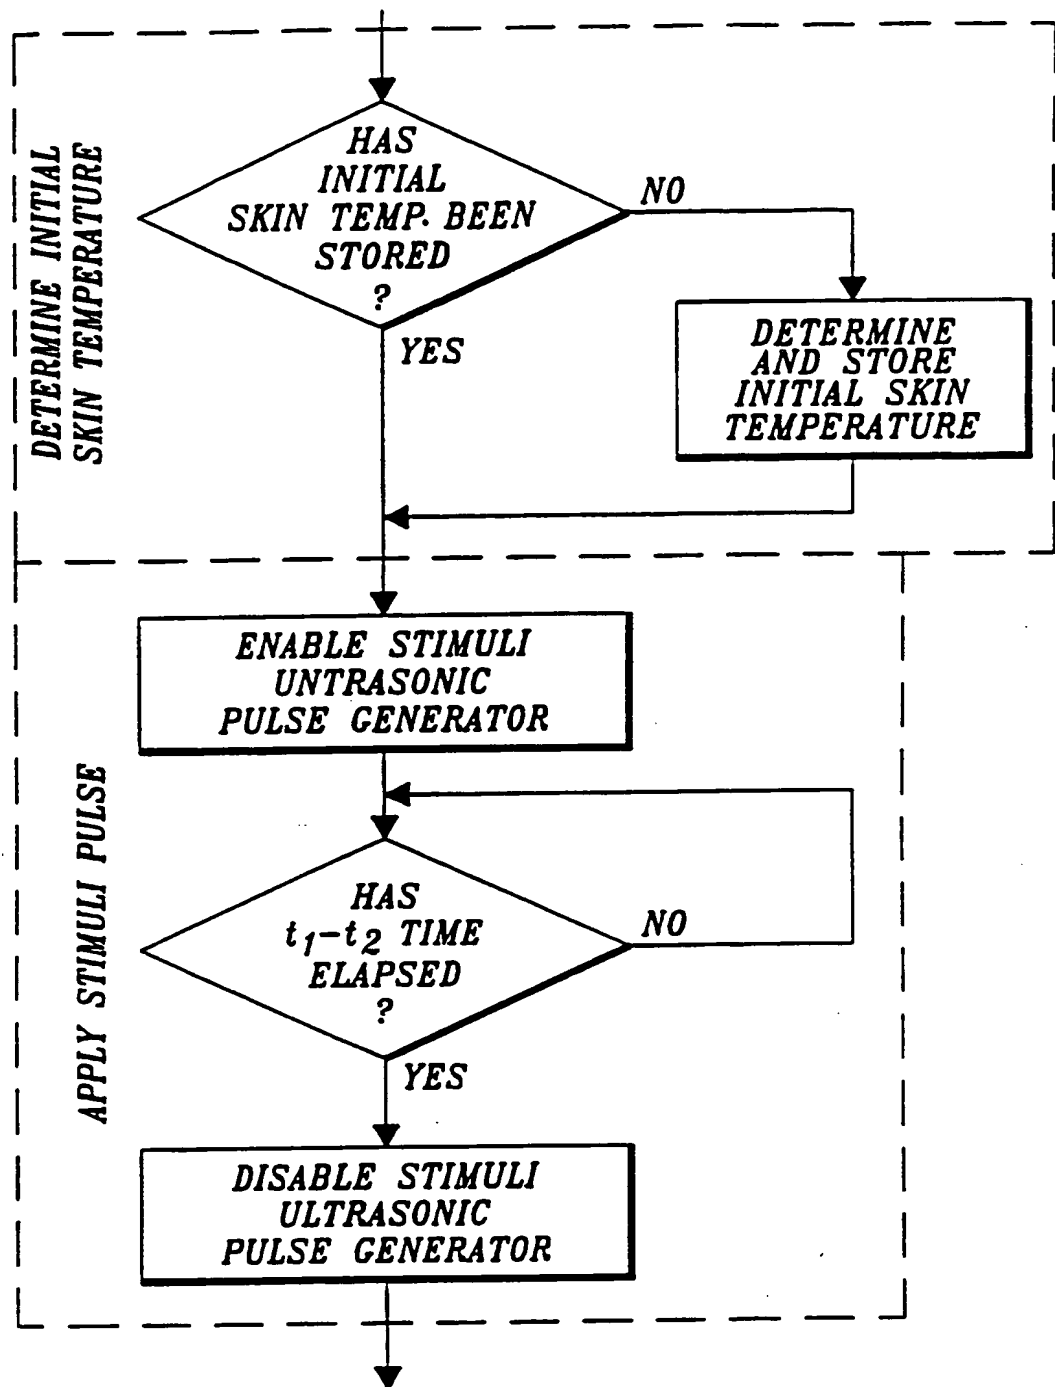 DETERMINE INITIAL
SKIN TEMPERATURE
HAS
INITIAL
SKIN TEMP. BEEN
STORED
?
NO
YES
DETERMINE
AND STORE
INITIAL SKIN
TEMPERATURE
APPLY STIMULI PULSE
ENABLE STIMULI
UNTRASONIC
PULSE GENERATOR
HAS
t1-t2 TIME
ELAPSED
?
NO
YES
DISABLE STIMULI
ULTRASONIC
PULSE GENERATOR